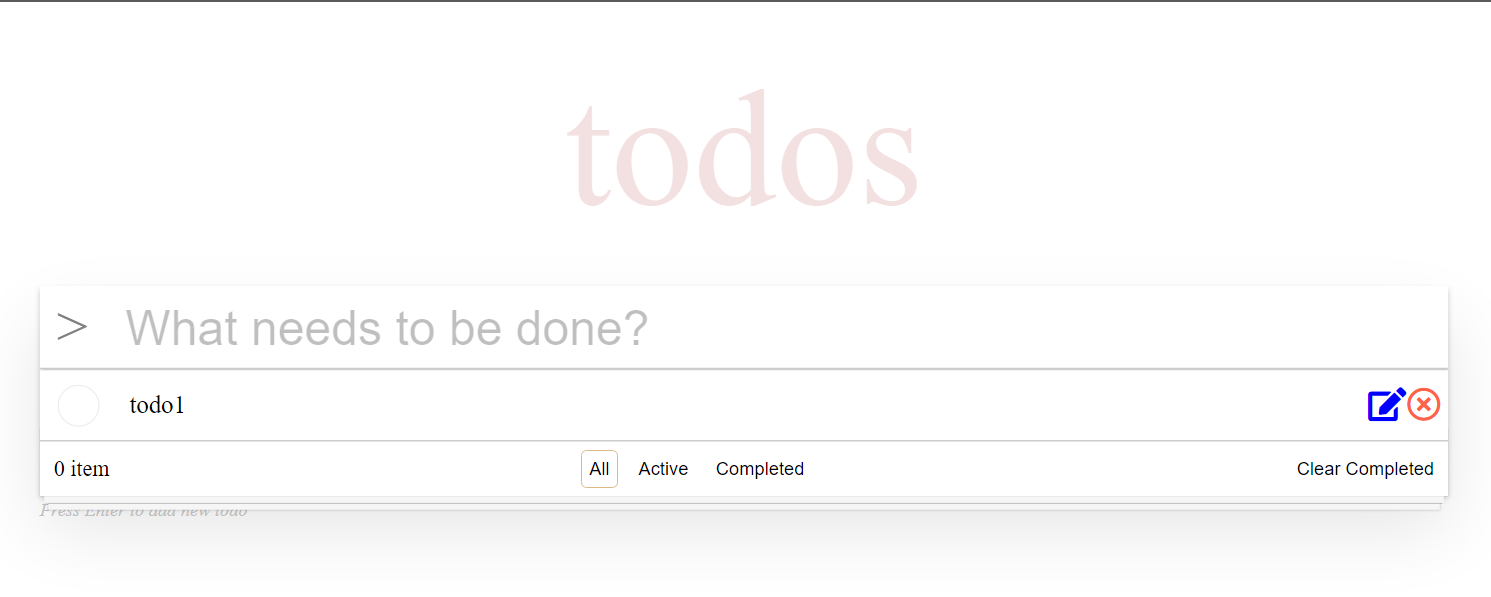 todos
> What needs to be done?
todo1
0 item All Active Completed Clear Completed
Press Enter to add new todo